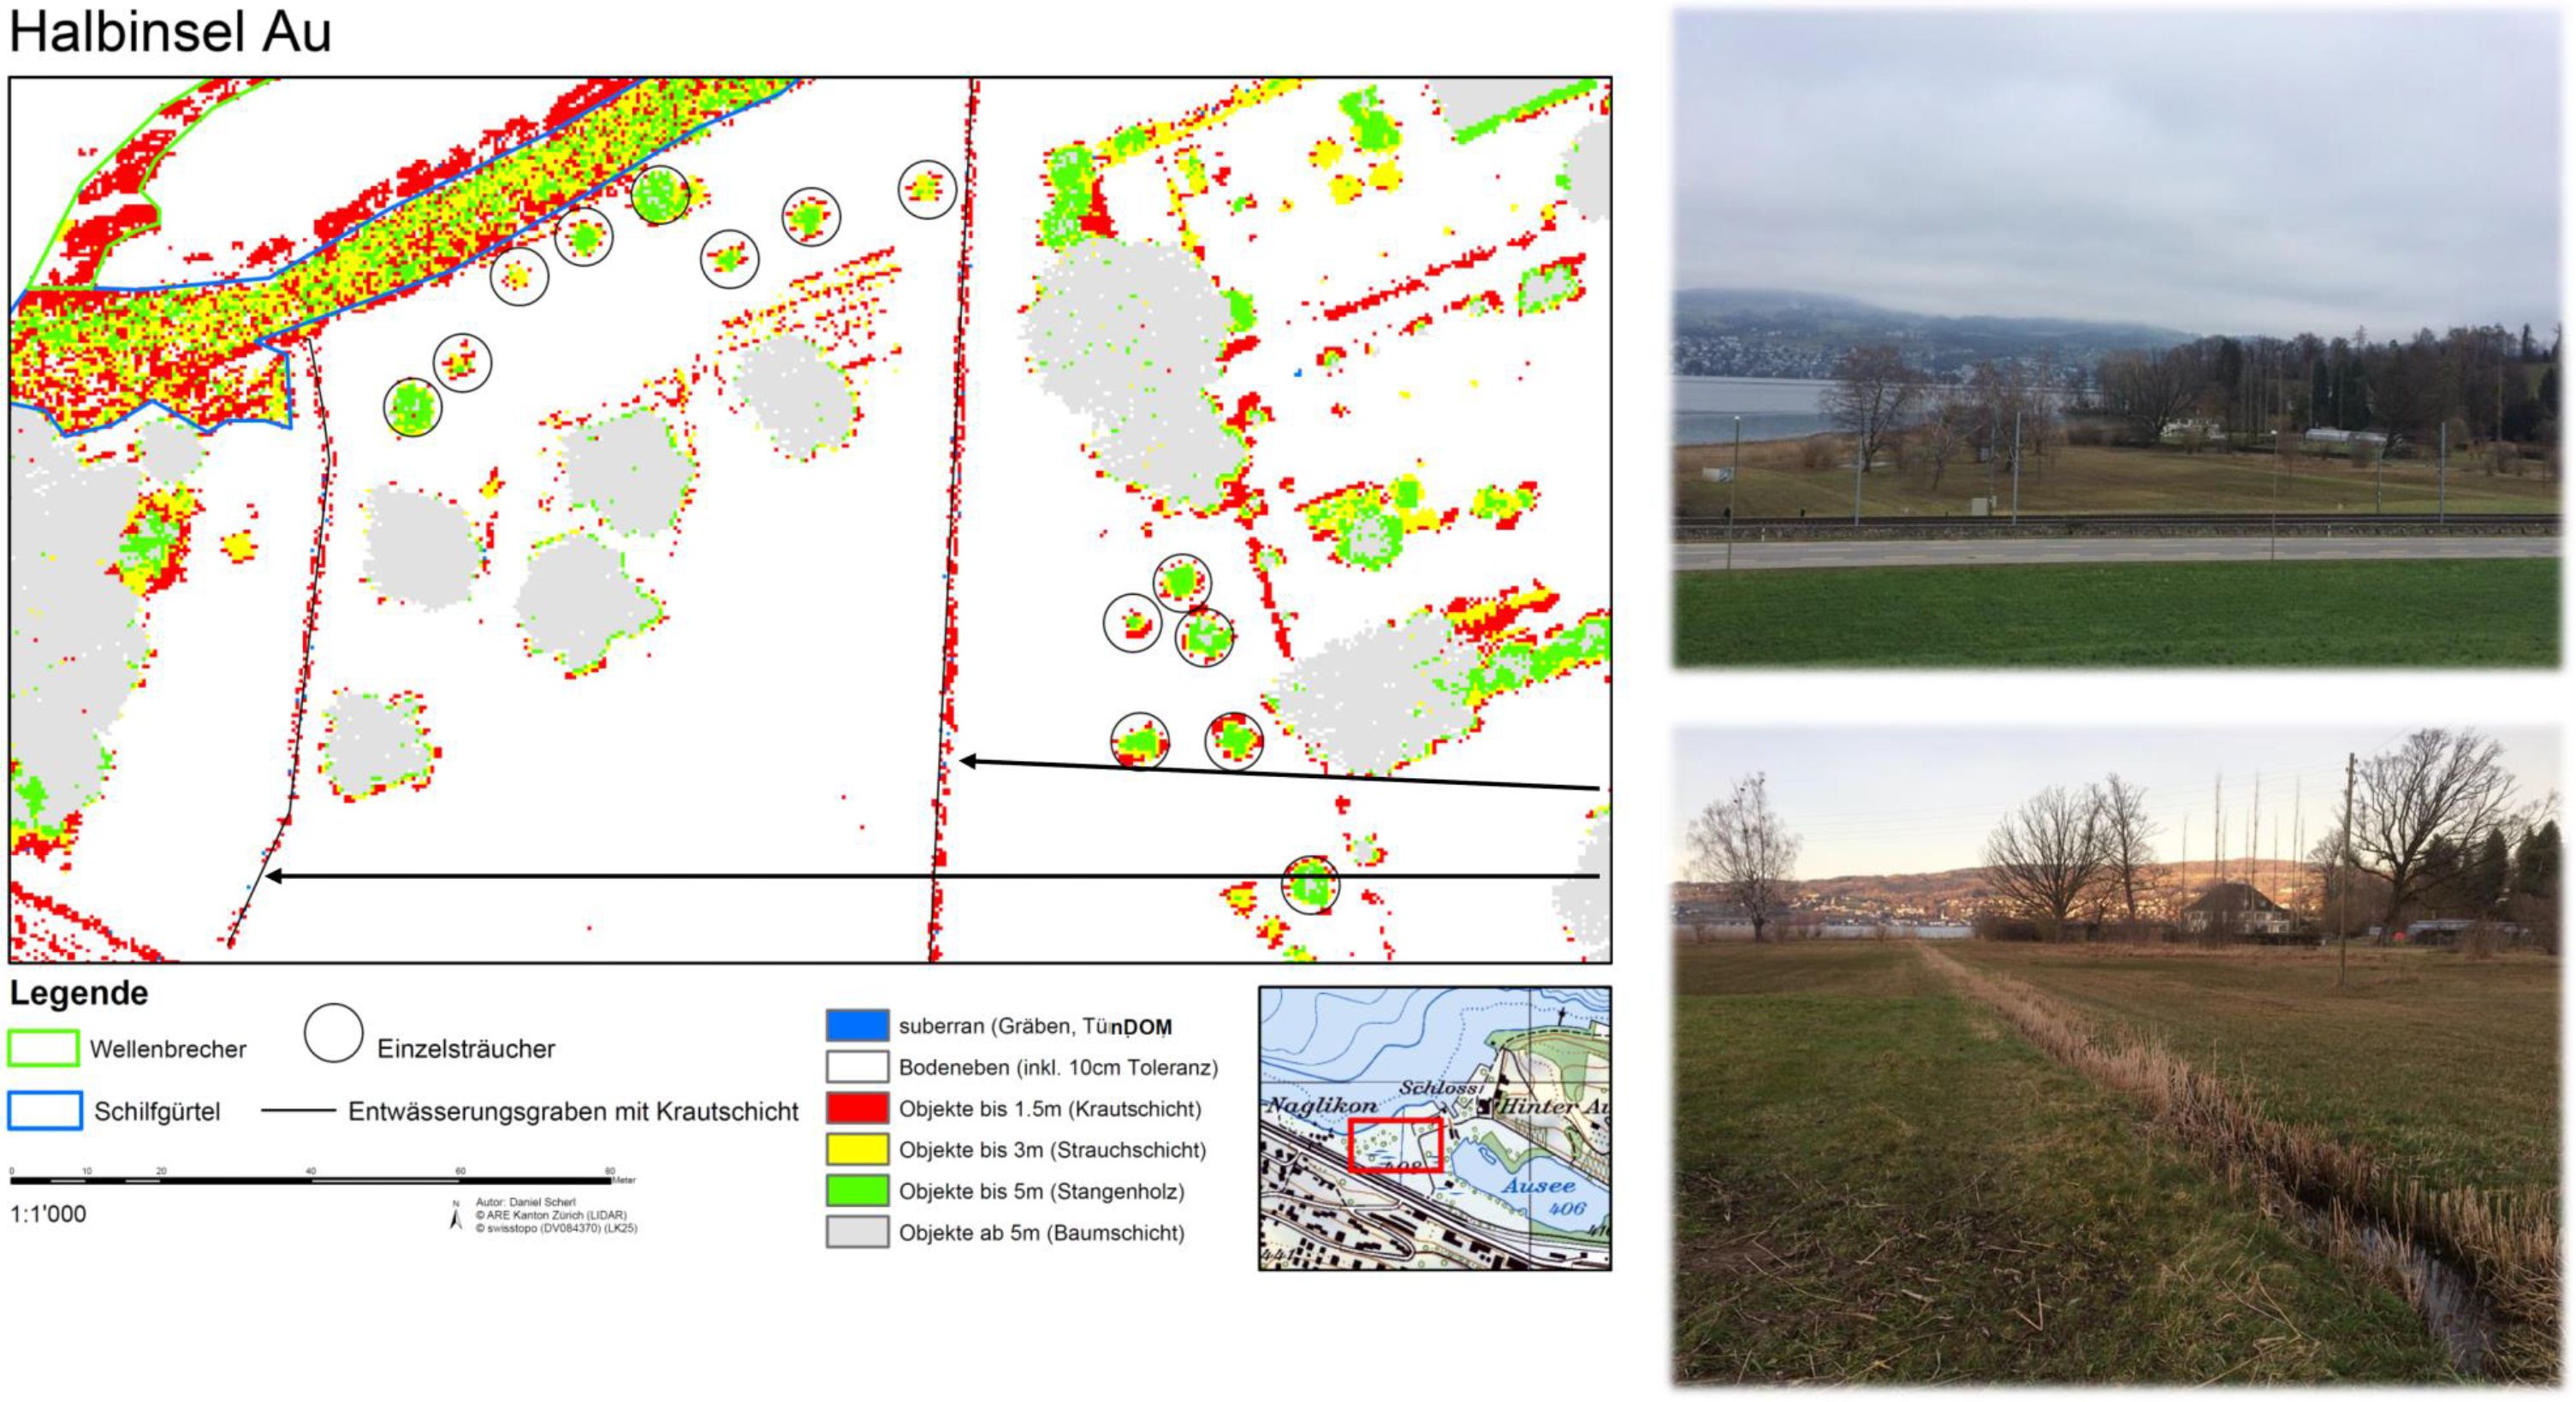 Halbinsel Au
Legende
Wellenbrecher
Einzelsträucher
Schilfgürtel
Entwässerungsgraben mit Krautschicht
0 10 20 40 60 80
Meter
1:1'000
N
Autor: Daniel Scherl
© ARE Kanton Zürich (LIDAR)
© swisstopo (DV084370) (LK25)
suberran (Gräben, TünDOM
Bodeneben (inkl. 10cm Toleranz)
Objekte bis 1.5m (Krautschicht)
Objekte bis 3m (Strauchschicht)
Objekte bis 5m (Stangenholz)
Objekte ab 5m (Baumschicht)
Schloss
Naglikon
Hinter Au
408
Ausee
406
441